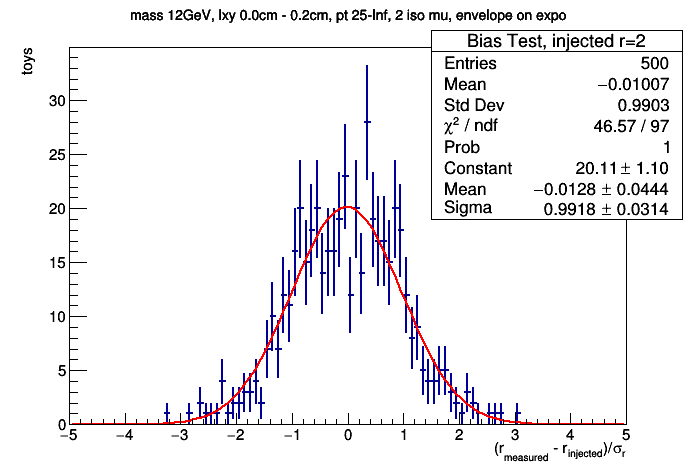 mass 12GeV, lxy 0.0cm - 0.2cm, pt 25-Inf, 2 iso mu, envelope on expo
toys
Bias Test, injected r=2
Entries 500
Mean −0.01007
Std Dev 0.9903
χ² / ndf 46.57 / 97
Prob 1
Constant 20.11 ± 1.10
Mean −0.0128 ± 0.0444
Sigma 0.9918 ± 0.0314
30
25
20
15
10
5
0
−5 −4 −3 −2 −1 0 1 2 3 4 5
(r_measured - r_injected)/σ_r